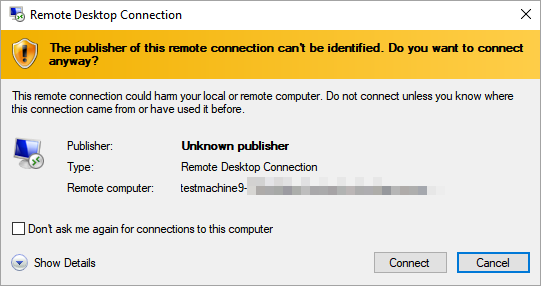 Remote Desktop Connection
The publisher of this remote connection can't be identified. Do you want to connect
anyway?
This remote connection could harm your local or remote computer. Do not connect unless you know where
this connection came from or have used it before.
Publisher: Unknown publisher
Type: Remote Desktop Connection
Remote computer: testmachine9-
Don't ask me again for connections to this computer
Show Details Connect Cancel